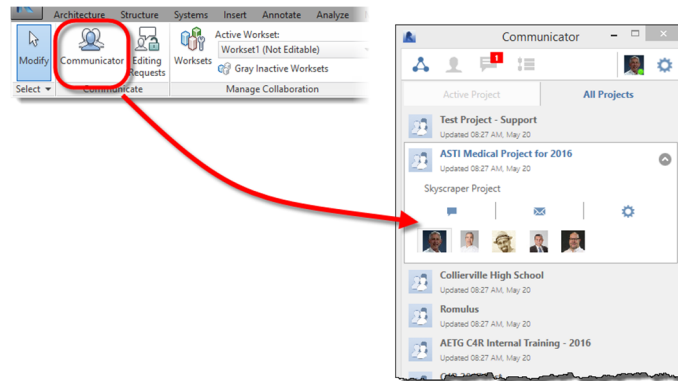 Architecture Structure Systems Insert Annotate Analyze
Modify
Communicator
Editing
Requests
Worksets
Active Workset:
Workset1 (Not Editable)
Gray Inactive Worksets
Select
Communicate
Manage Collaboration
Communicator
1
Active Project
All Projects
Test Project - Support
Updated 08:27 AM, May 20
ASTI Medical Project for 2016
Updated 08:27 AM, May 20
Skyscraper Project
Collierville High School
Updated 08:27 AM, May 20
Romulus
Updated 08:27 AM, May 20
AETG C4R Internal Training - 2016
Updated 08:27 AM, May 20